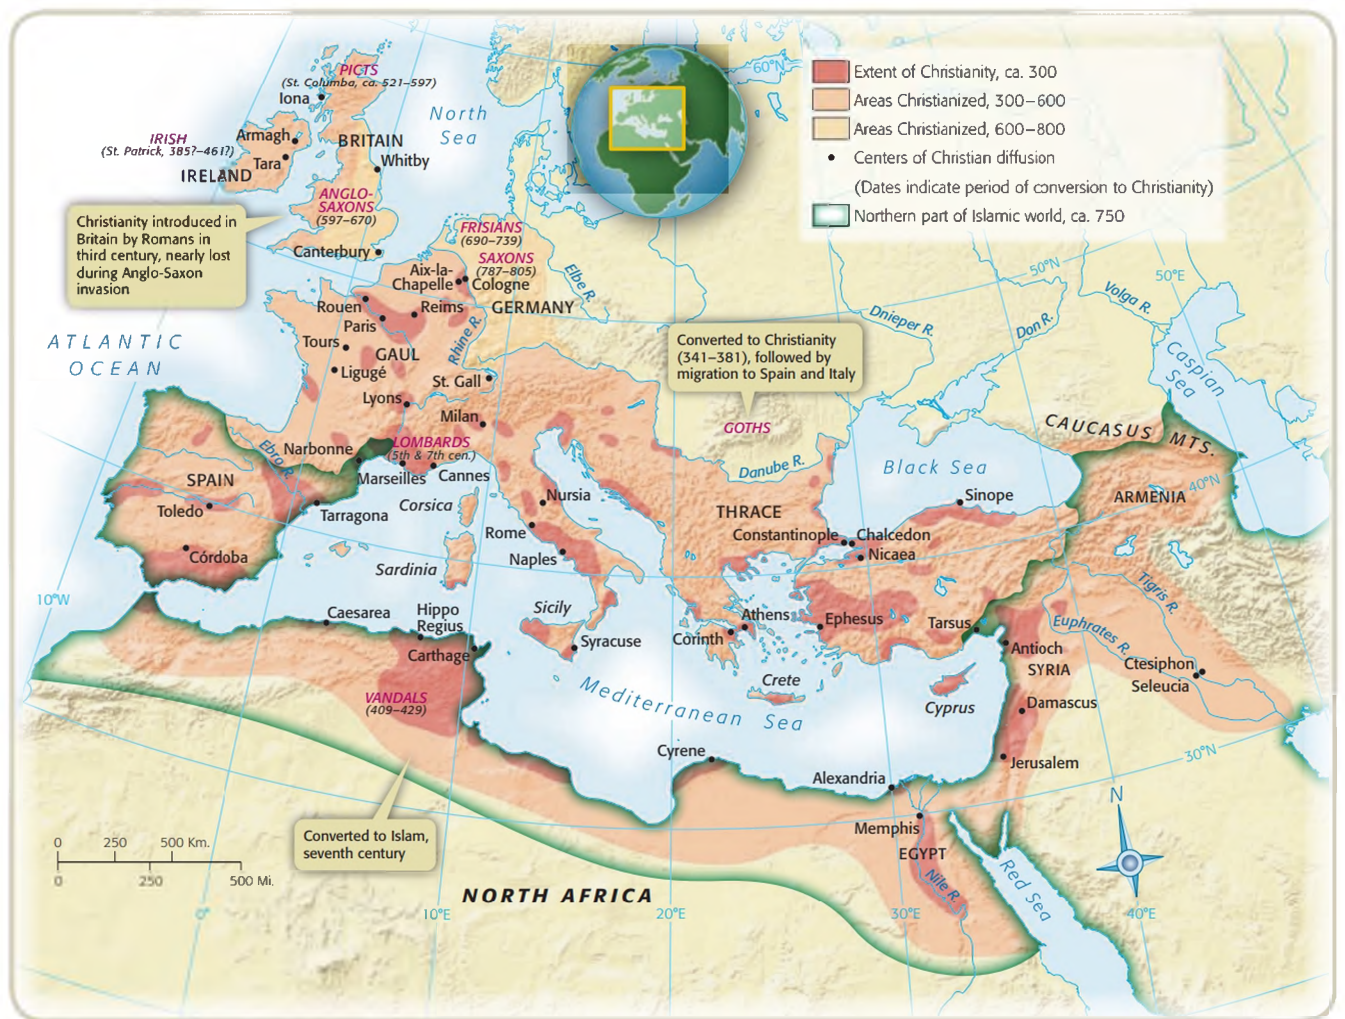 PICTS
(St. Columba, ca. 521–597)
Iona
North
Sea
60°N
Extent of Christianity, ca. 300
Areas Christianized, 300–600
Areas Christianized, 600–800
Centers of Christian diffusion
(Dates indicate period of conversion to Christianity)
Northern part of Islamic world, ca. 750
IRISH
(St. Patrick, 385?–461?)
Armagh
Tara
IRELAND
BRITAIN
Whitby
ANGLO-
SAXONS
(597–670)
Canterbury
Christianity introduced in
Britain by Romans in
third century, nearly lost
during Anglo-Saxon
invasion
FRISIANS
(690–739)
SAXONS
(787–805)
Elbe R.
Aix-la-
Chapelle
Cologne
GERMANY
Rouen
Reims
Paris
Rhine R.
Tours
GAUL
Ligugé
St. Gall
Lyons
Milan
ATLANTIC
OCEAN
Converted to Christianity
(341–381), followed by
migration to Spain and Italy
GOTHS
Dnieper R.
Don R.
50°N
Volga R.
50°E
Caspian
Sea
CAUCASUS MTS.
Danube R.
Black Sea
40°N
ARMENIA
Narbonne
LOMBARDS
(5th & 7th cen.)
Marseilles
Cannes
Ebro R.
SPAIN
Toledo
Tarragona
Córdoba
Corsica
Nursia
Rome
Naples
Sardinia
THRACE
Sinope
Constantinople
Chalcedon
Nicaea
10°W
Caesarea
Hippo
Regius
Carthage
Sicily
Syracuse
Athens
Corinth
Ephesus
Tarsus
Antioch
SYRIA
Tigris R.
Euphrates R.
Ctesiphon
Seleucia
Crete
Cyprus
Damascus
VANDALS
(409–429)
Mediterranean Sea
Cyrene
Alexandria
Jerusalem
30°N
Memphis
EGYPT
Nile R.
Red Sea
N
Converted to Islam,
seventh century
0 250 500 Km.
0 250 500 Mi.
NORTH AFRICA
0°
10°E
20°E
30°E
40°E